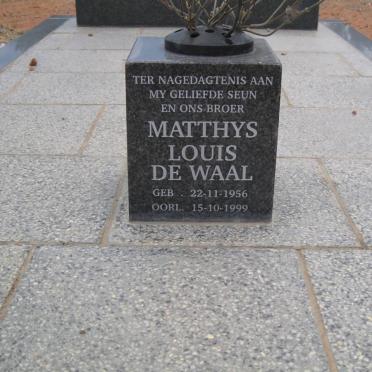 TER NAGEDAGTENIS AAN
MY GELIEFDE SEUN
EN ONS BROER
MATTHYS
LOUIS
DE WAAL
GEB. 22-11-1956
OORL. 15-10-1999